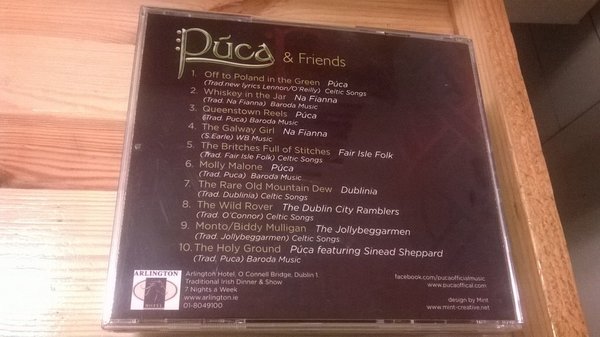 Púca & Friends
1. Off to Poland in the Green Púca
(Trad.new lyrics Lennon/O'Reilly) Celtic Songs
2. Whiskey in the Jar Na Fianna
(Trad. Na Fianna) Baroda Music
3. Queenstown Reels Púca
(Trad. Puca) Baroda Music
4. The Galway Girl Na Fianna
(S.Earle) WB Music
5. The Britches Full of Stitches Fair Isle Folk
(Trad. Fair Isle Folk) Celtic Songs
6. Molly Malone Púca
(Trad. Puca) Baroda Music
7. The Rare Old Mountain Dew Dublinia
(Trad. Dublinia) Celtic Songs
8. The Wild Rover The Dublin City Ramblers
(Trad. O'Connor) Celtic Songs
9. Monto/Biddy Mulligan The Jollybeggarmen
(Trad. Jollybeggarmen) Celtic Songs
10. The Holy Ground Púca featuring Sinead Sheppard
(Trad. Puca) Baroda Music
ARLINGTON
HOTEL
Arlington Hotel, O Connell Bridge, Dublin 1.
Traditional Irish Dinner & Show
7 Nights a Week
www.arlington.ie
01-8049100
facebook.com/pucaofficialmusic
www.pucaoffical.com
design by Mint
www.mint-creative.net